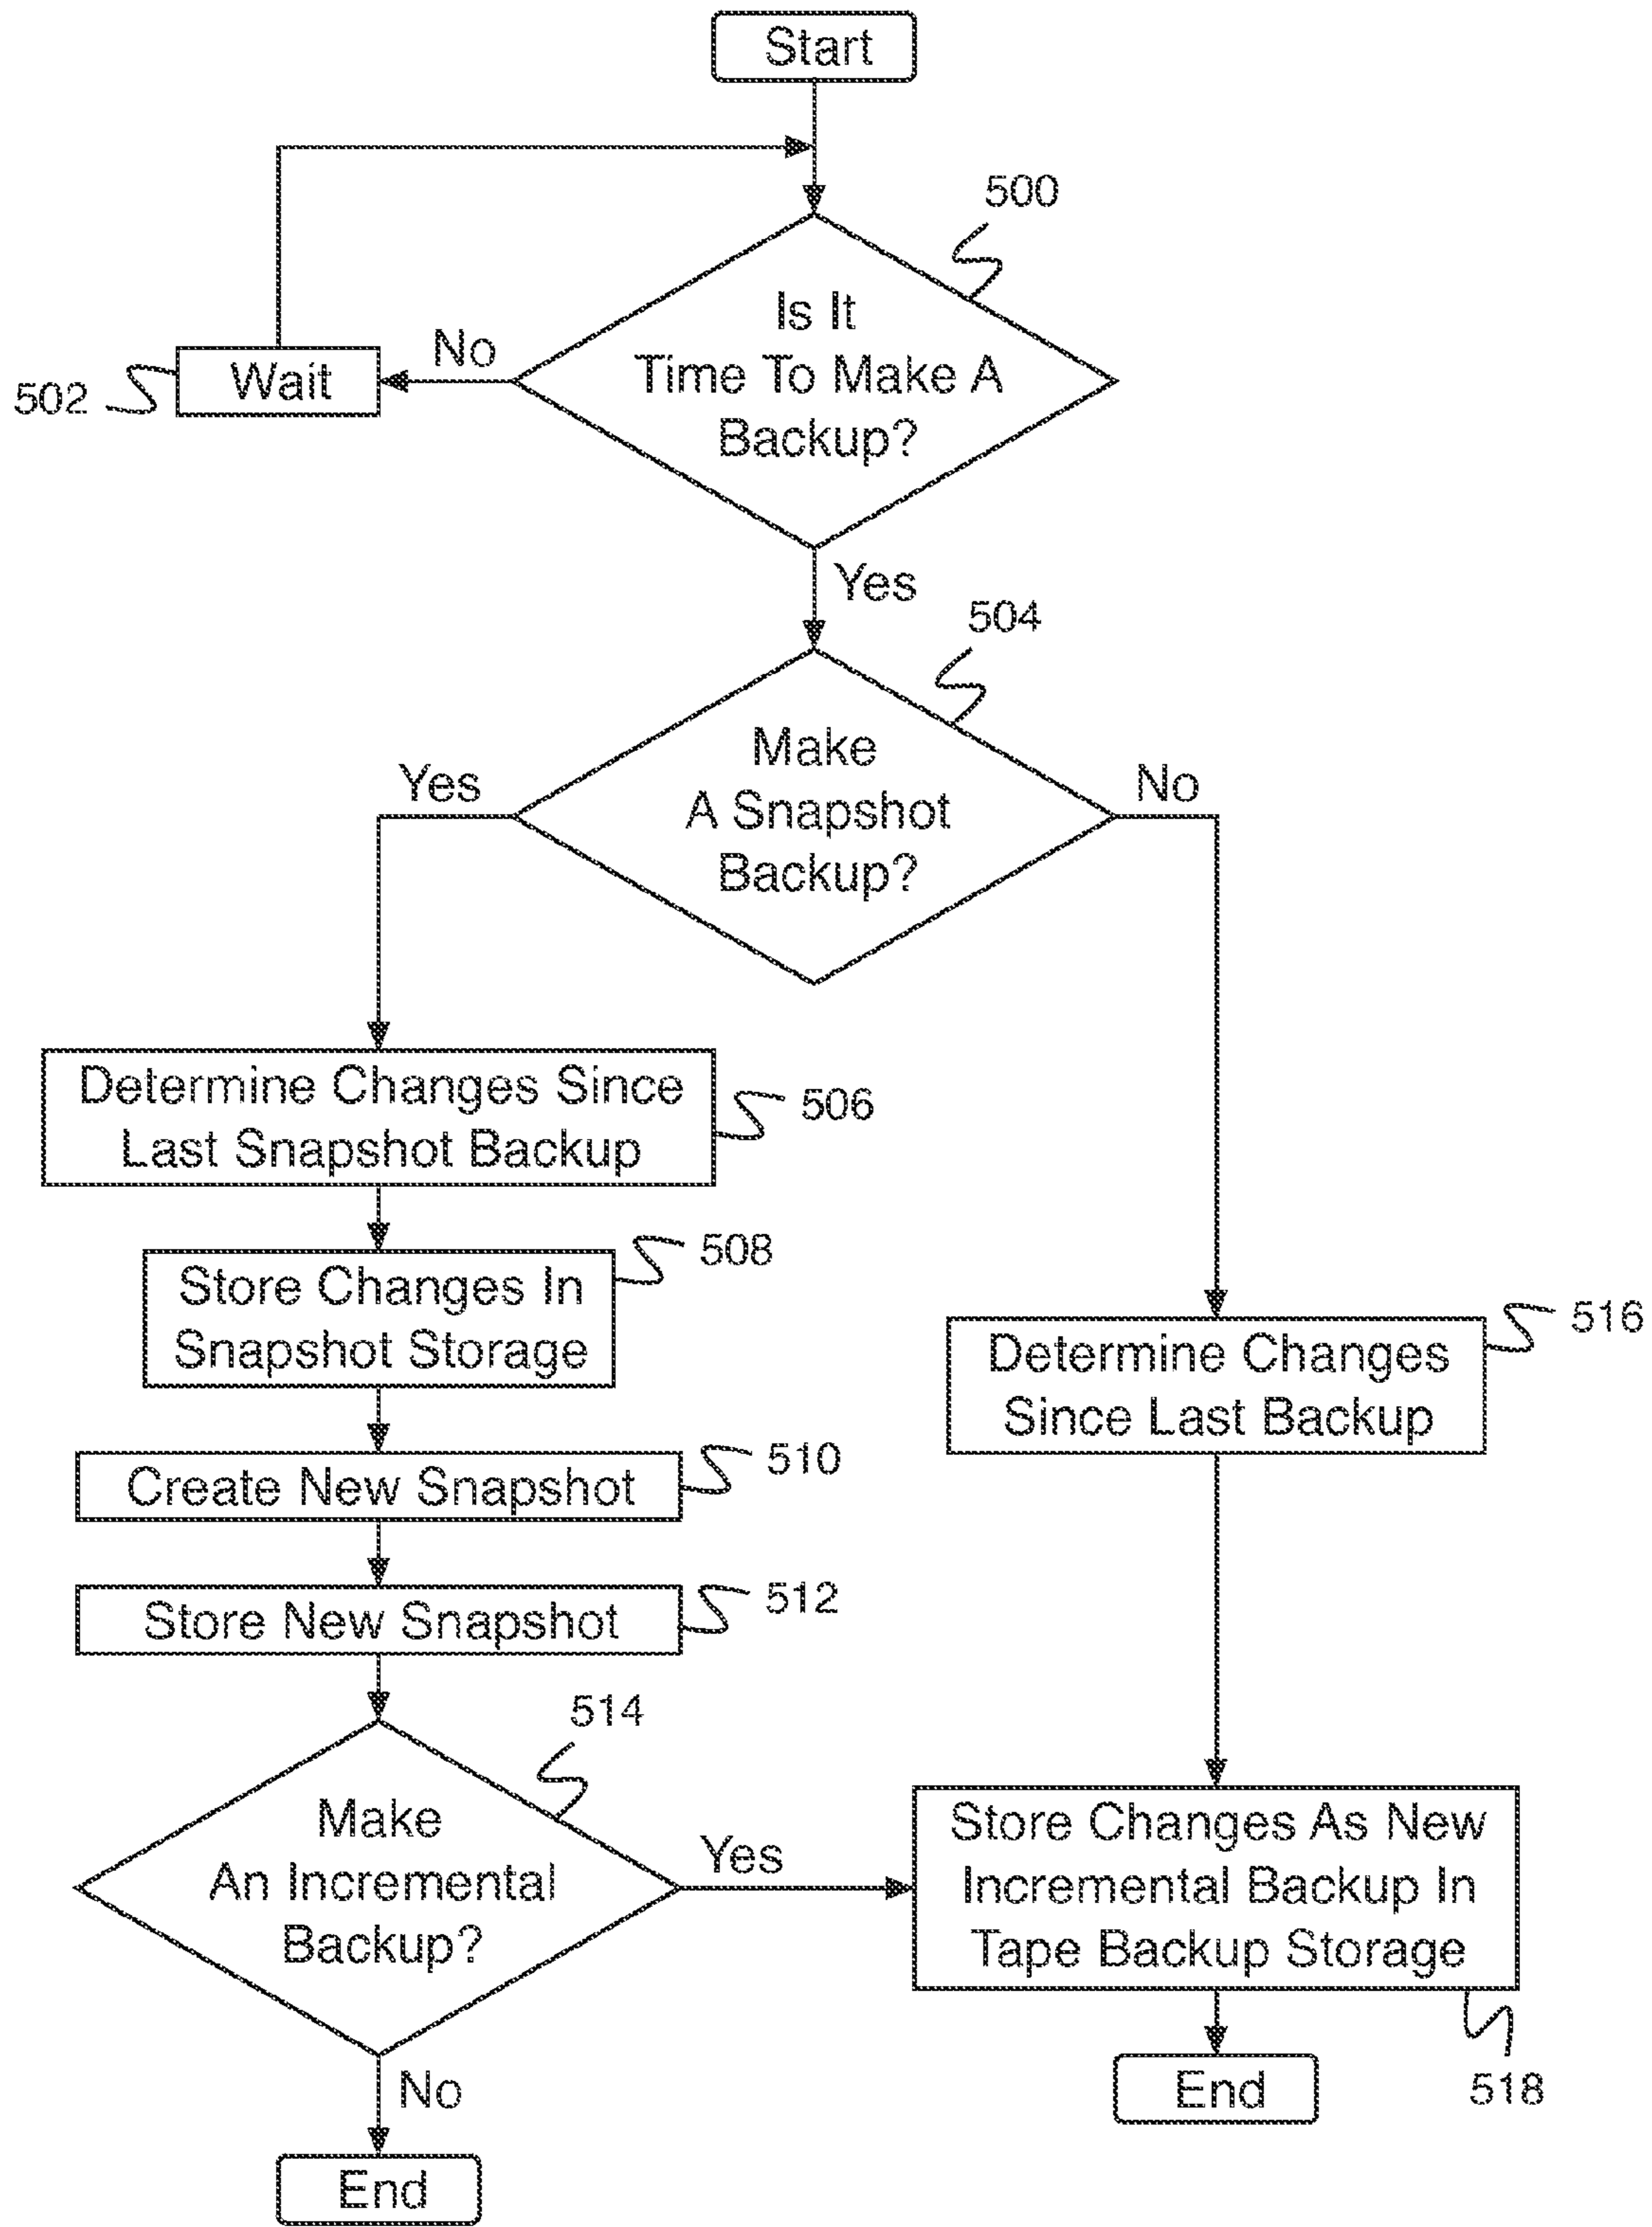 Start
500
Is It
Time To Make A
Backup?
No
Wait
502
Yes
504
Make
A Snapshot
Backup?
Yes
No
Determine Changes Since
Last Snapshot Backup
506
Store Changes In
Snapshot Storage
508
516
Determine Changes
Since Last Backup
Create New Snapshot
510
Store New Snapshot
512
514
Make
An Incremental
Backup?
Yes
Store Changes As New
Incremental Backup In
Tape Backup Storage
518
No
End
End